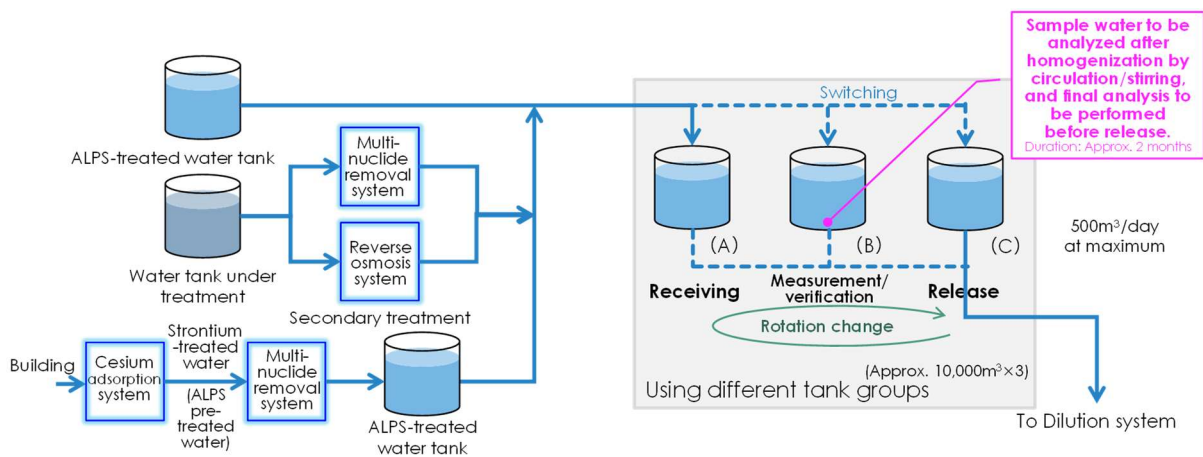 ALPS-treated water tank
Water tank under
treatment
Multi-
nuclide
removal
system
Reverse
osmosis
system
Secondary treatment
Building
Cesium
adsorption
system
Strontium
-treated
water
(ALPS
pre-
treated
water)
Multi-
nuclide
removal
system
ALPS-treated
water tank
Switching
Sample water to be
analyzed after
homogenization by
circulation/stirring,
and final analysis to
be performed
before release.
Duration: Approx. 2 months
(A)
(B)
(C)
Receiving
Measurement/
verification
Release
Rotation change
(Approx. 10,000m³×3)
Using different tank groups
500m³/day
at maximum
To Dilution system